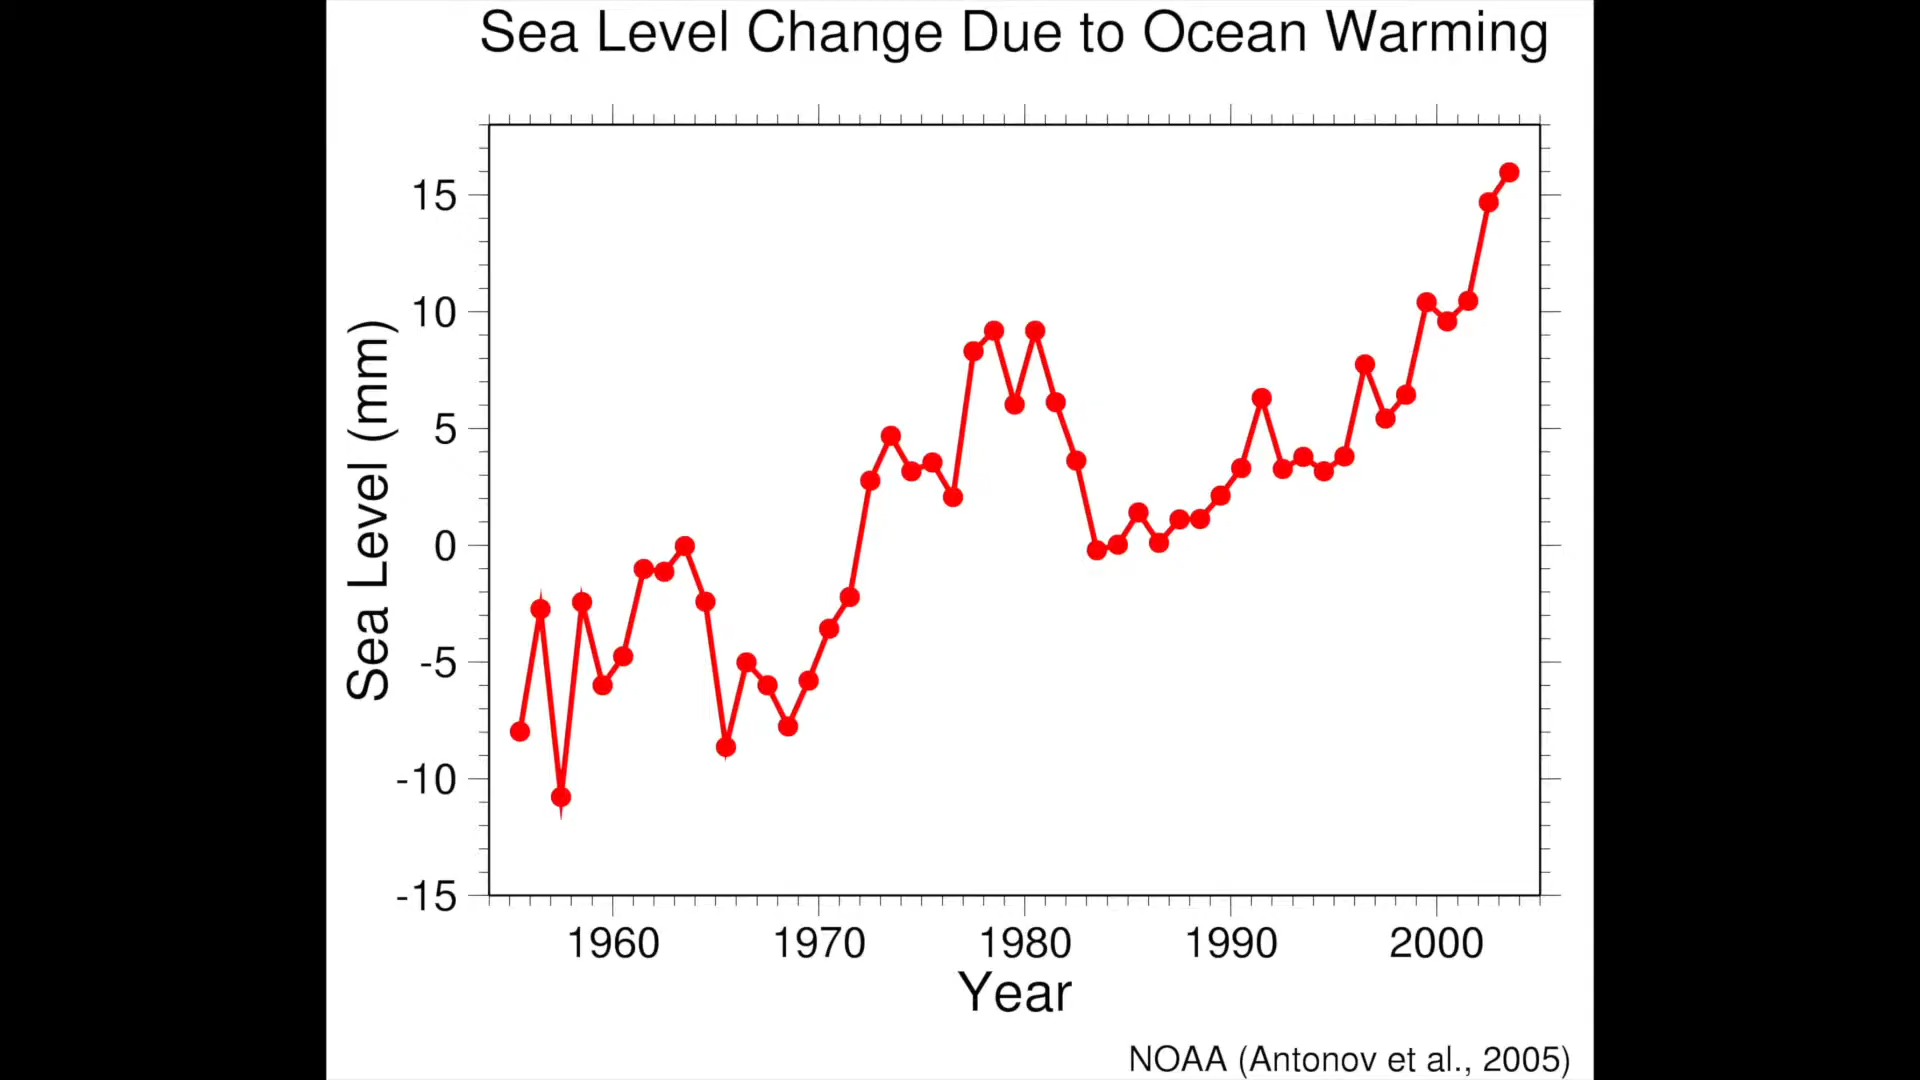 Sea Level Change Due to Ocean Warming
15
10
5
0
-5
-10
-15
Sea Level (mm)
1960 1970 1980 1990 2000
Year
NOAA (Antonov et al., 2005)